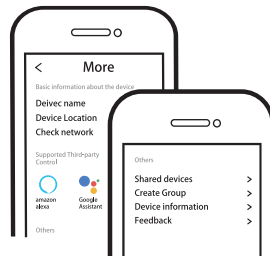 < More
Basic information about the device
Deivec name
Device Location
Check network
Supported Third-party
Control
amazon
alexa
Google
Assistant
Others
Others
Shared devices >
Create Group >
Device information >
Feedback >